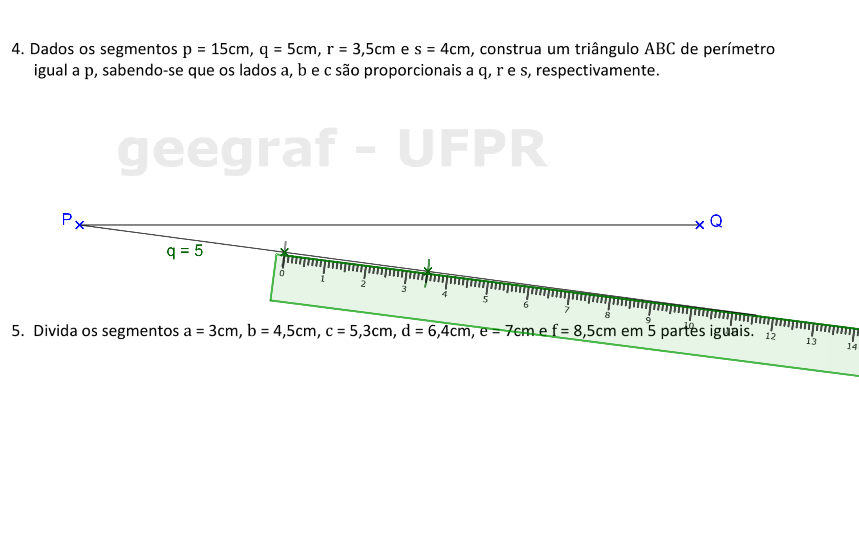 4. Dados os segmentos p = 15cm, q = 5cm, r = 3,5cm e s = 4cm, construa um triângulo ABC de perímetro
igual a p, sabendo-se que os lados a, b e c são proporcionais a q, r e s, respectivamente.
geegraf - UFPR
P Q
q = 5
0 1 2 3 4 5 6 7 8 9 10 11 12 13 14
5. Divida os segmentos a = 3cm, b = 4,5cm, c = 5,3cm, d = 6,4cm, e = 7cm e f = 8,5cm em 5 partes iguais.